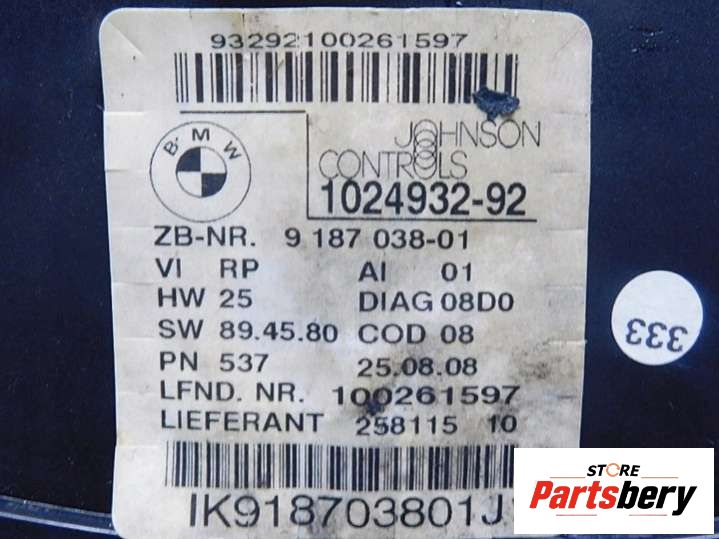 93292100261597
BMW
JOHNSON
CONTROLS
1024932-92
ZB-NR. 9 187 038-01
VI RP AI 01
HW 25 DIAG 08D0
SW 89.45.80 COD 08
PN 537 25.08.08
LFND. NR. 100261597
LIEFERANT 258115 10
IK918703801J
333
STORE
Partsbery